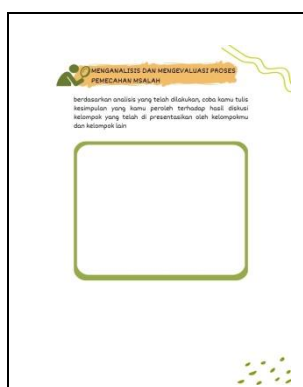 MENGANALISIS DAN MENGEVALUASI PROSES
PEMECAHAN MSALAH
berdasarkan analisis yang telah dilakukan, coba kamu tulis
kesimpulan yang kamu peroleh terhadap hasil diskusi
kelompok yang telah di presentasikan oleh kelompokmu
dan kelompok lain